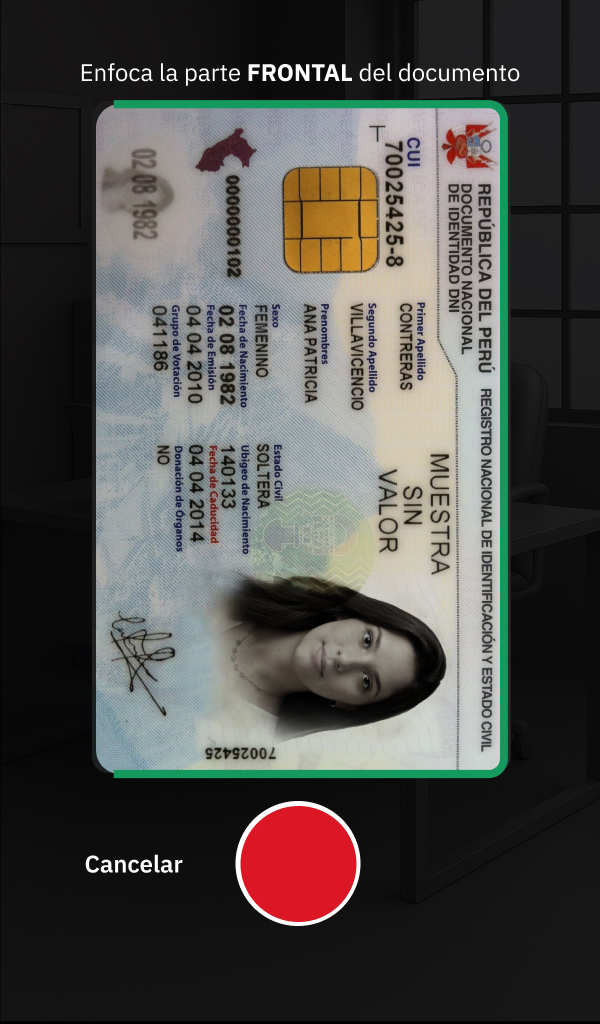 Enfoca la parte FRONTAL del documento
REPÚBLICA DEL PERÚ
REGISTRO NACIONAL DE IDENTIFICACIÓN Y ESTADO CIVIL
DOCUMENTO NACIONAL
DE IDENTIDAD DNI
CUI
70025425-8
MUESTRA
SIN
VALOR
Primer Apellido
CONTRERAS
Segundo Apellido
VILLAVICENCIO
Prenombres
ANA PATRICIA
Sexo
FEMENINO
Estado Civil
SOLTERA
Fecha de Nacimiento
02 08 1982
Ubigeo de Nacimiento
140133
Fecha de Emisión
04 04 2010
Fecha de Caducidad
04 04 2014
Grupo de Votación
041186
Donación de Órganos
NO
0000000102
02 08 1982
70025425
Cancelar